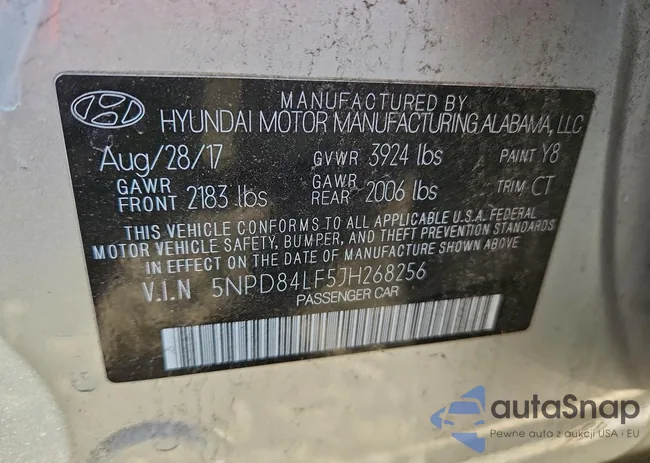 MANUFACTURED BY
HYUNDAI MOTOR MANUFACTURING ALABAMA, LLC
Aug/28/17 GVWR 3924 lbs PAINT Y8
GAWR FRONT 2183 lbs GAWR REAR 2006 lbs TRIM CT
THIS VEHICLE CONFORMS TO ALL APPLICABLE U.S.A. FEDERAL
MOTOR VEHICLE SAFETY, BUMPER, AND THEFT PREVENTION STANDARDS
IN EFFECT ON THE DATE OF MANUFACTURE SHOWN ABOVE
V.I.N 5NPD84LF5JH268256
PASSENGER CAR
autaSnap
Pewne auta z aukcji USA i EU